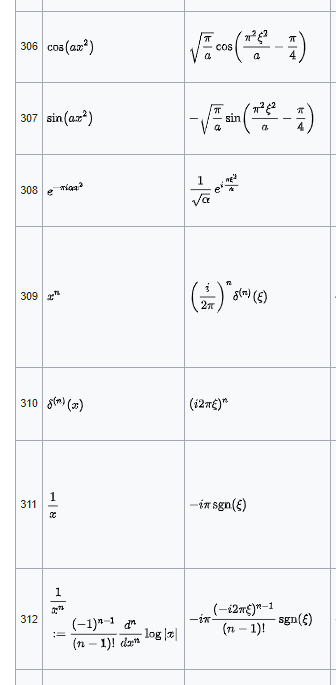 306 cos(ax²) √(π/a) cos(π²ξ²/a − π/4)
307 sin(ax²) −√(π/a) sin(π²ξ²/a − π/4)
308 e^(−πiαx²) 1/√α e^(i πξ²/α)
309 xⁿ (i/2π)ⁿ δ⁽ⁿ⁾(ξ)
310 δ⁽ⁿ⁾(x) (i2πξ)ⁿ
311 1/x −iπ sgn(ξ)
312 1/xⁿ := (−1)ⁿ⁻¹/(n − 1)! dⁿ/dxⁿ log|x| −iπ (−i2πξ)ⁿ⁻¹/(n − 1)! sgn(ξ)